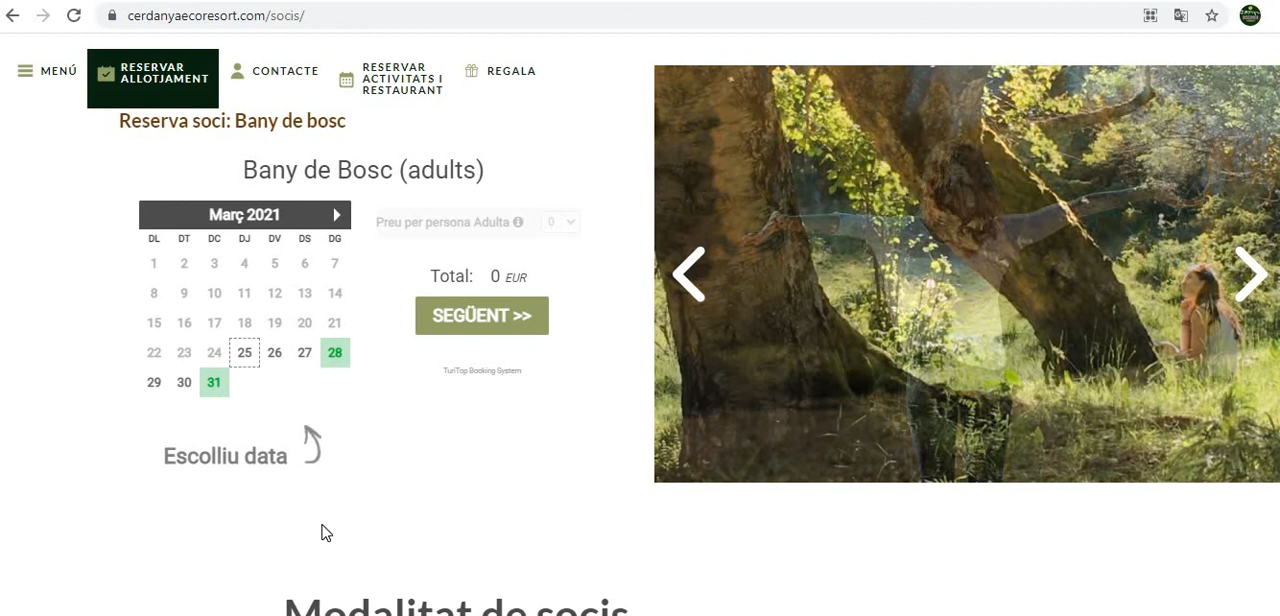 cerdanyaecoresort.com/socis/
MENÚ
RESERVAR
ALLOTJAMENT
CONTACTE
RESERVAR
ACTIVITATS I
RESTAURANT
REGALA
Reserva soci: Bany de bosc
Bany de Bosc (adults)
Març 2021
DL DT DC DJ DV DS DG
1 2 3 4 5 6 7
8 9 10 11 12 13 14
15 16 17 18 19 20 21
22 23 24 25 26 27 28
29 30 31
Escolliu data
Preu per persona Adulta 0
Total: 0 EUR
SEGÜENT >>
TuriTop Booking System
Modalitat de socis